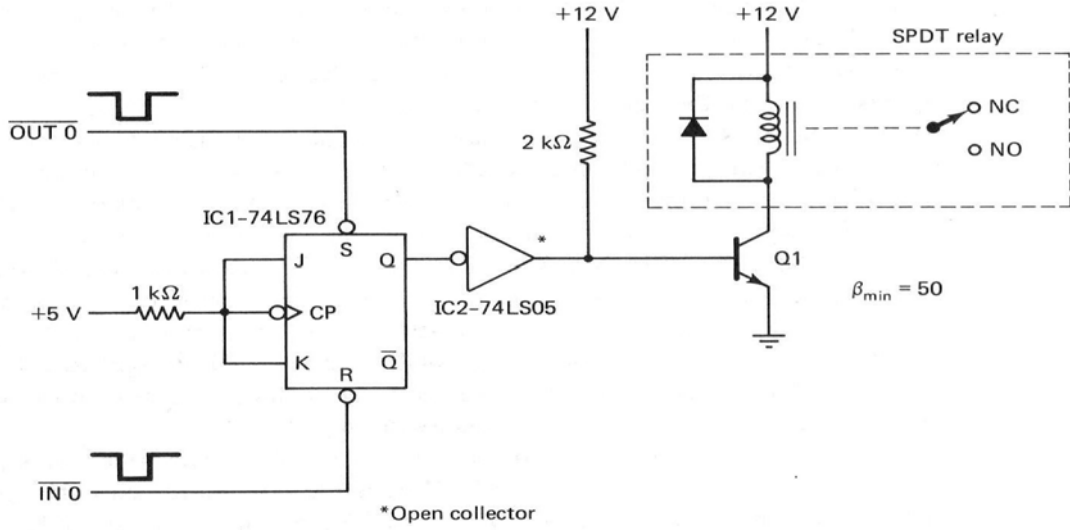 +12 V
+12 V
SPDT relay
OUT 0
NC
2 kΩ
NO
IC1-74LS76
S
J
Q
*
Q1
1 kΩ
+5 V
CP
IC2-74LS05
βmin = 50
K
Q
R
IN 0
*Open collector